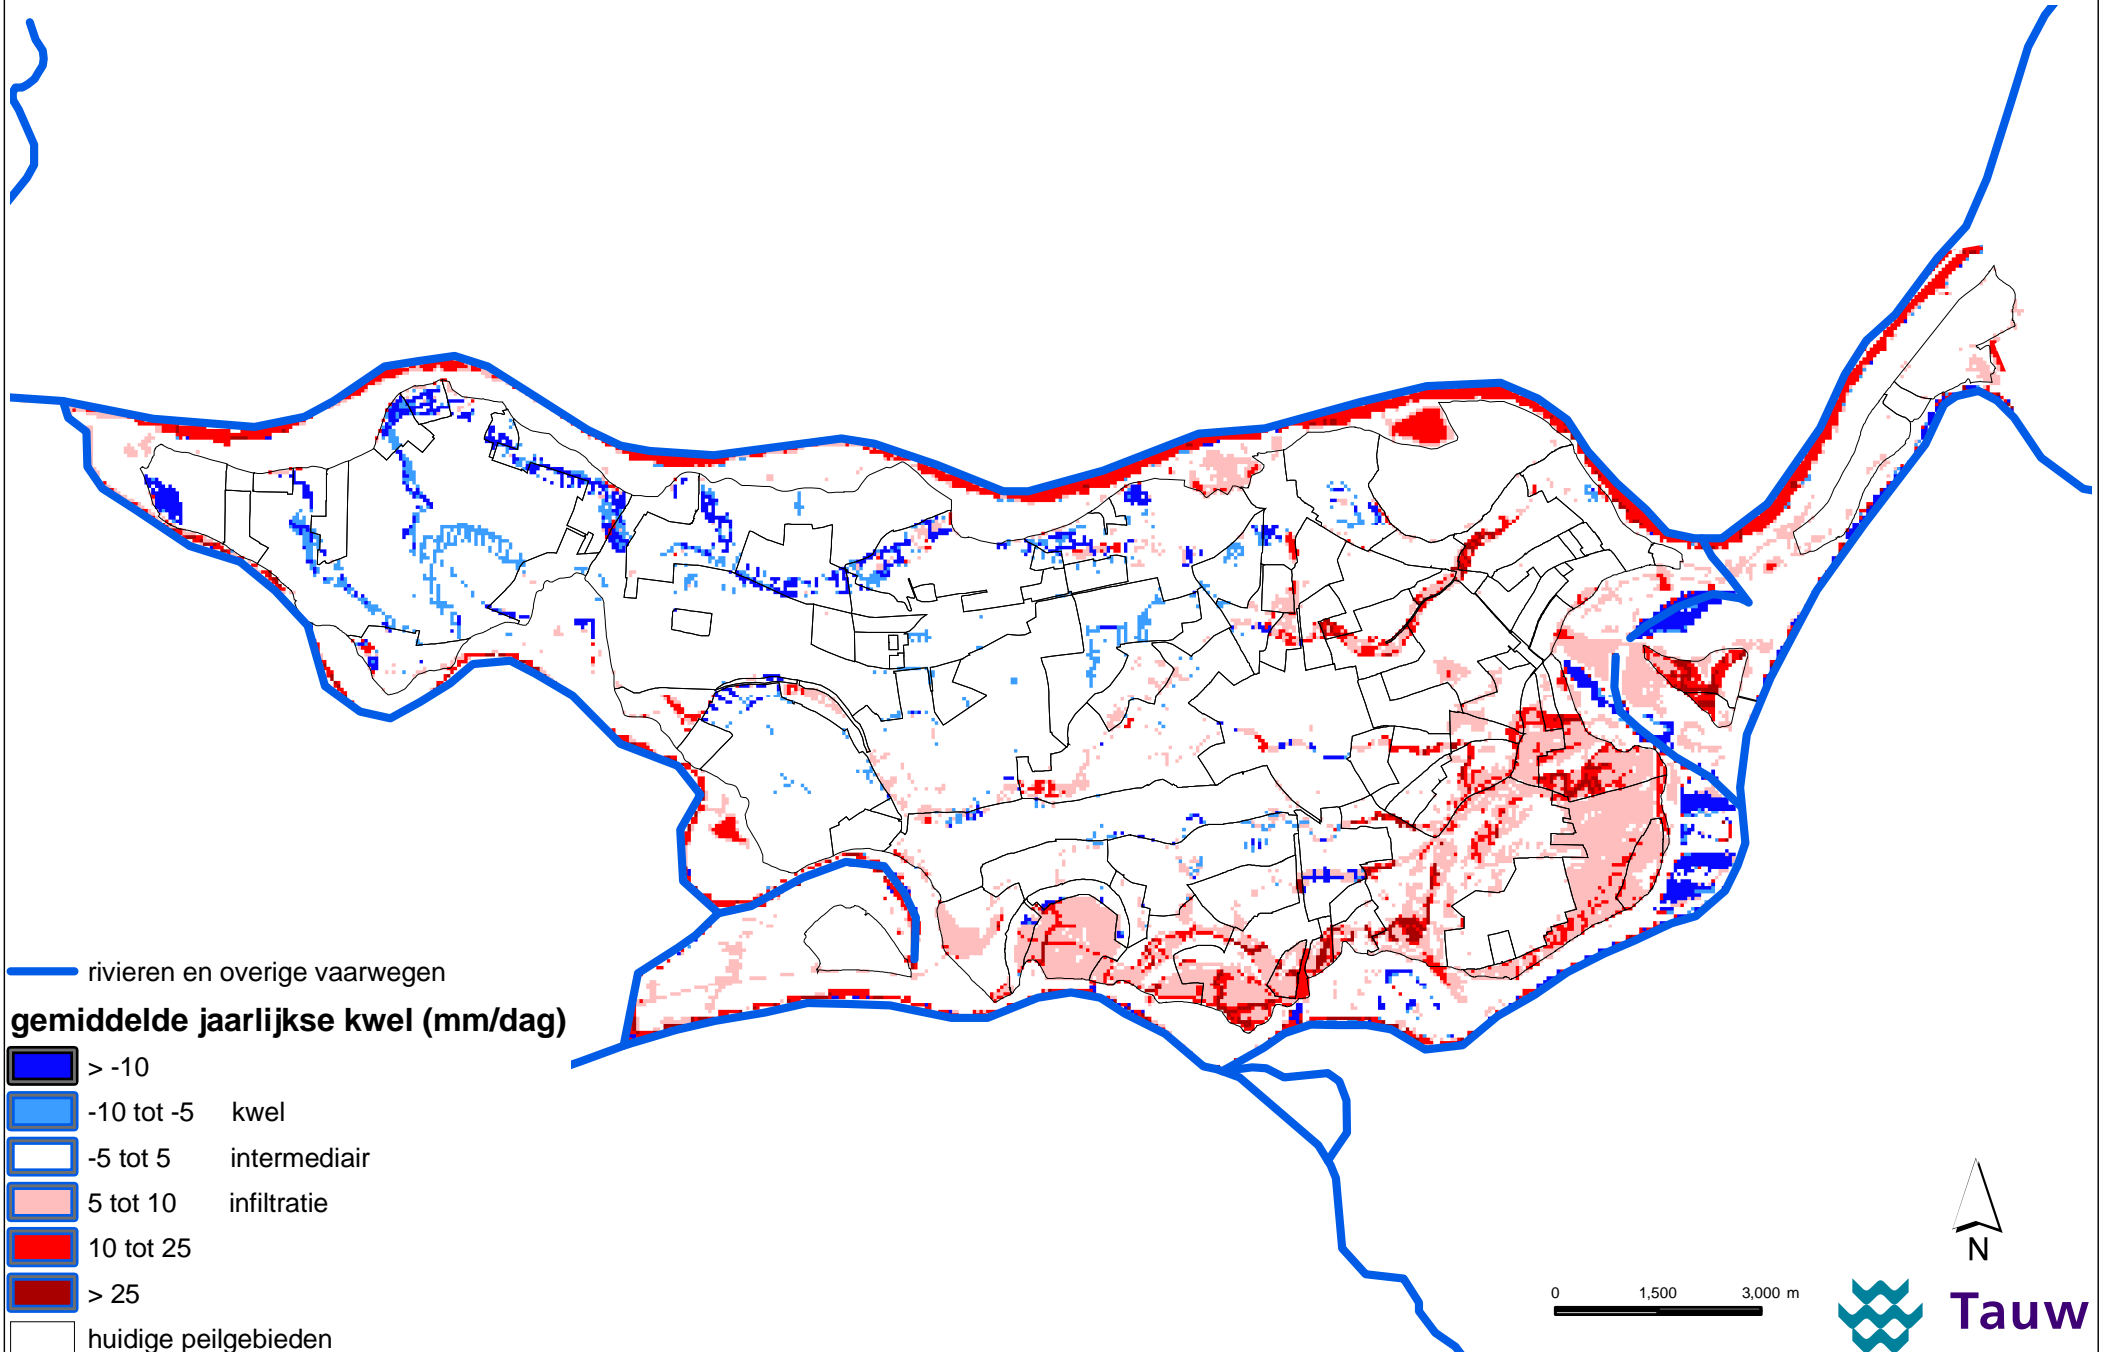 rivieren en overige vaarwegen
gemiddelde jaarlijkse kwel (mm/dag)
> -10
-10 tot -5 kwel
-5 tot 5 intermediair
5 tot 10 infiltratie
10 tot 25
> 25
huidige peilgebieden
N
0 1,500 3,000 m
Tauw